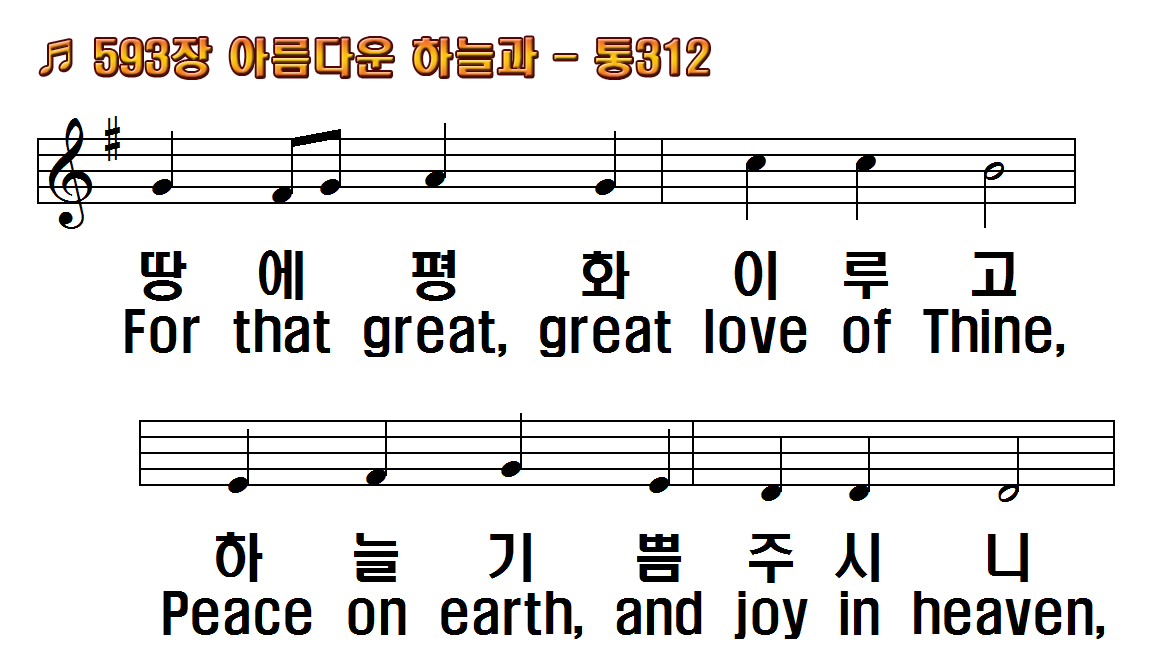 ♬ 593장 아름다운 하늘과 - 통312
땅 에 평 화 이 루 고
For that great, great love of Thine,
하 늘 기 쁨 주 시 니
Peace on earth, and joy in heaven,